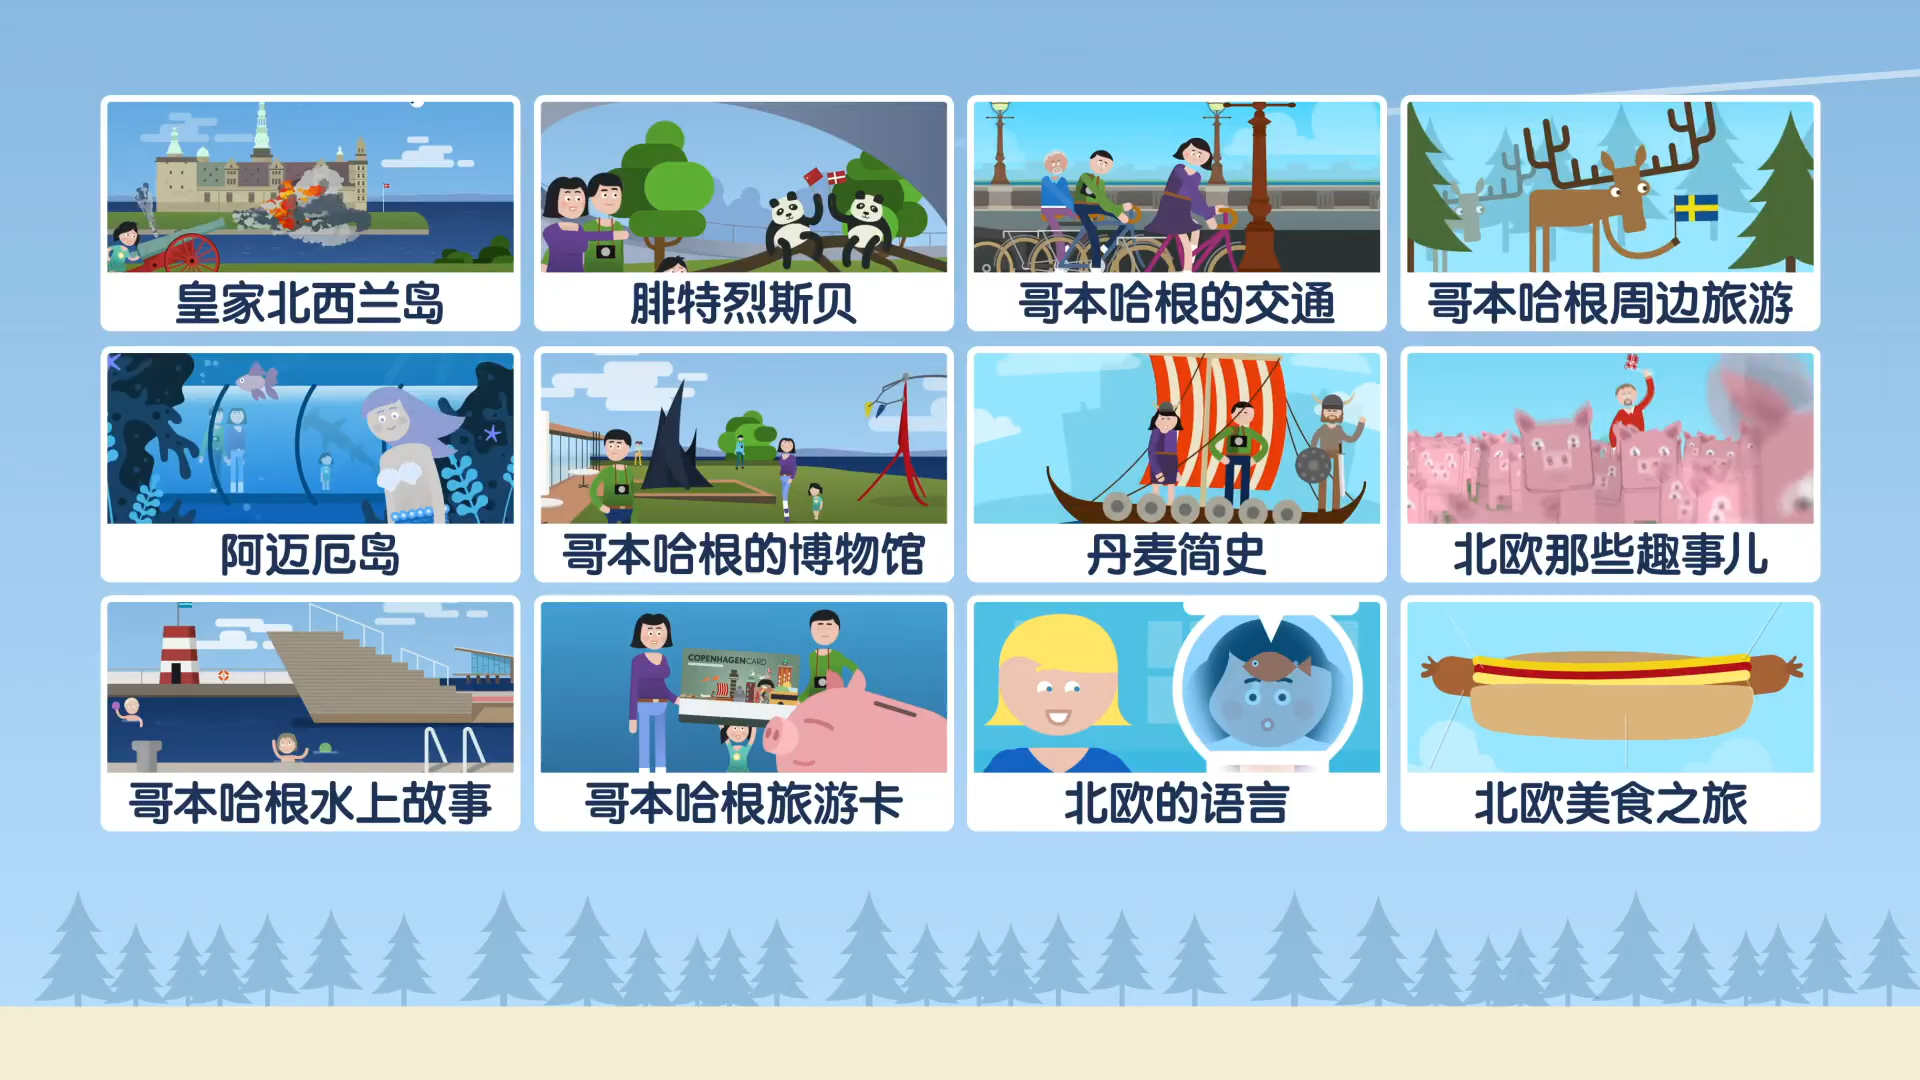 皇家北西兰岛
腓特烈斯贝
哥本哈根的交通
哥本哈根周边旅游
阿迈厄岛
哥本哈根的博物馆
丹麦简史
北欧那些趣事儿
哥本哈根水上故事
COPENHAGENCARD
哥本哈根旅游卡
北欧的语言
北欧美食之旅